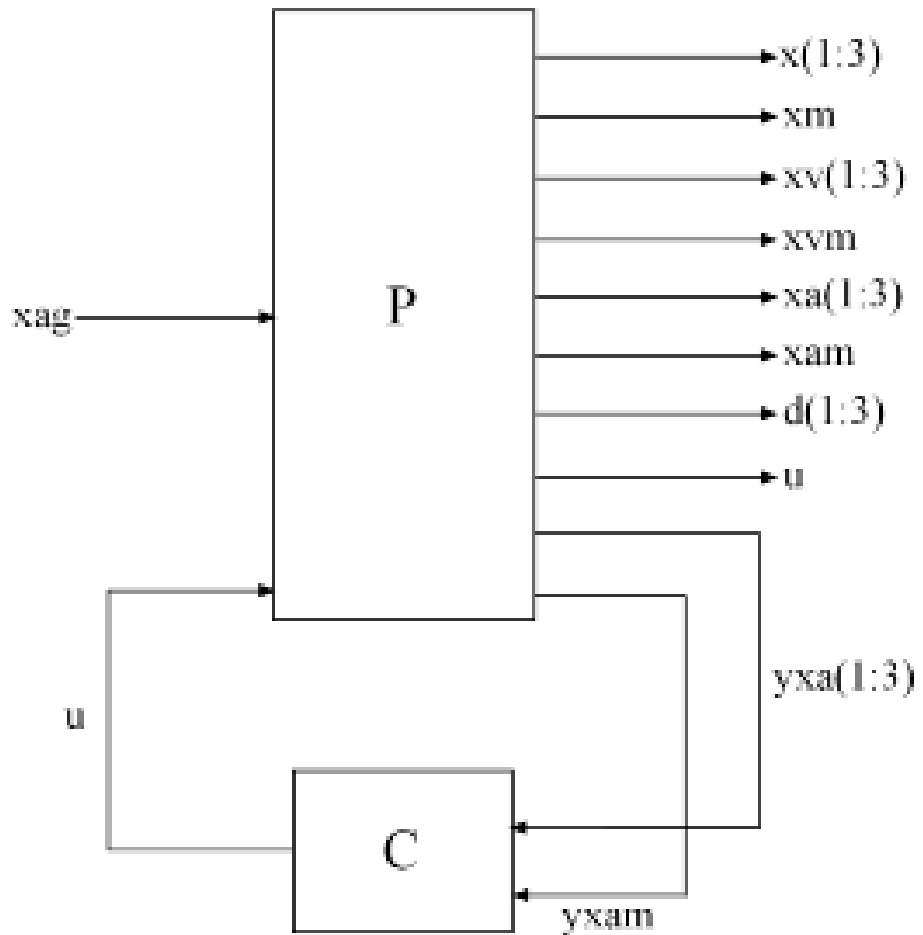 x(1:3)
xm
xv(1:3)
xvm
xa(1:3)
xag
P
xam
d(1:3)
u
yxa(1:3)
u
C
yxam